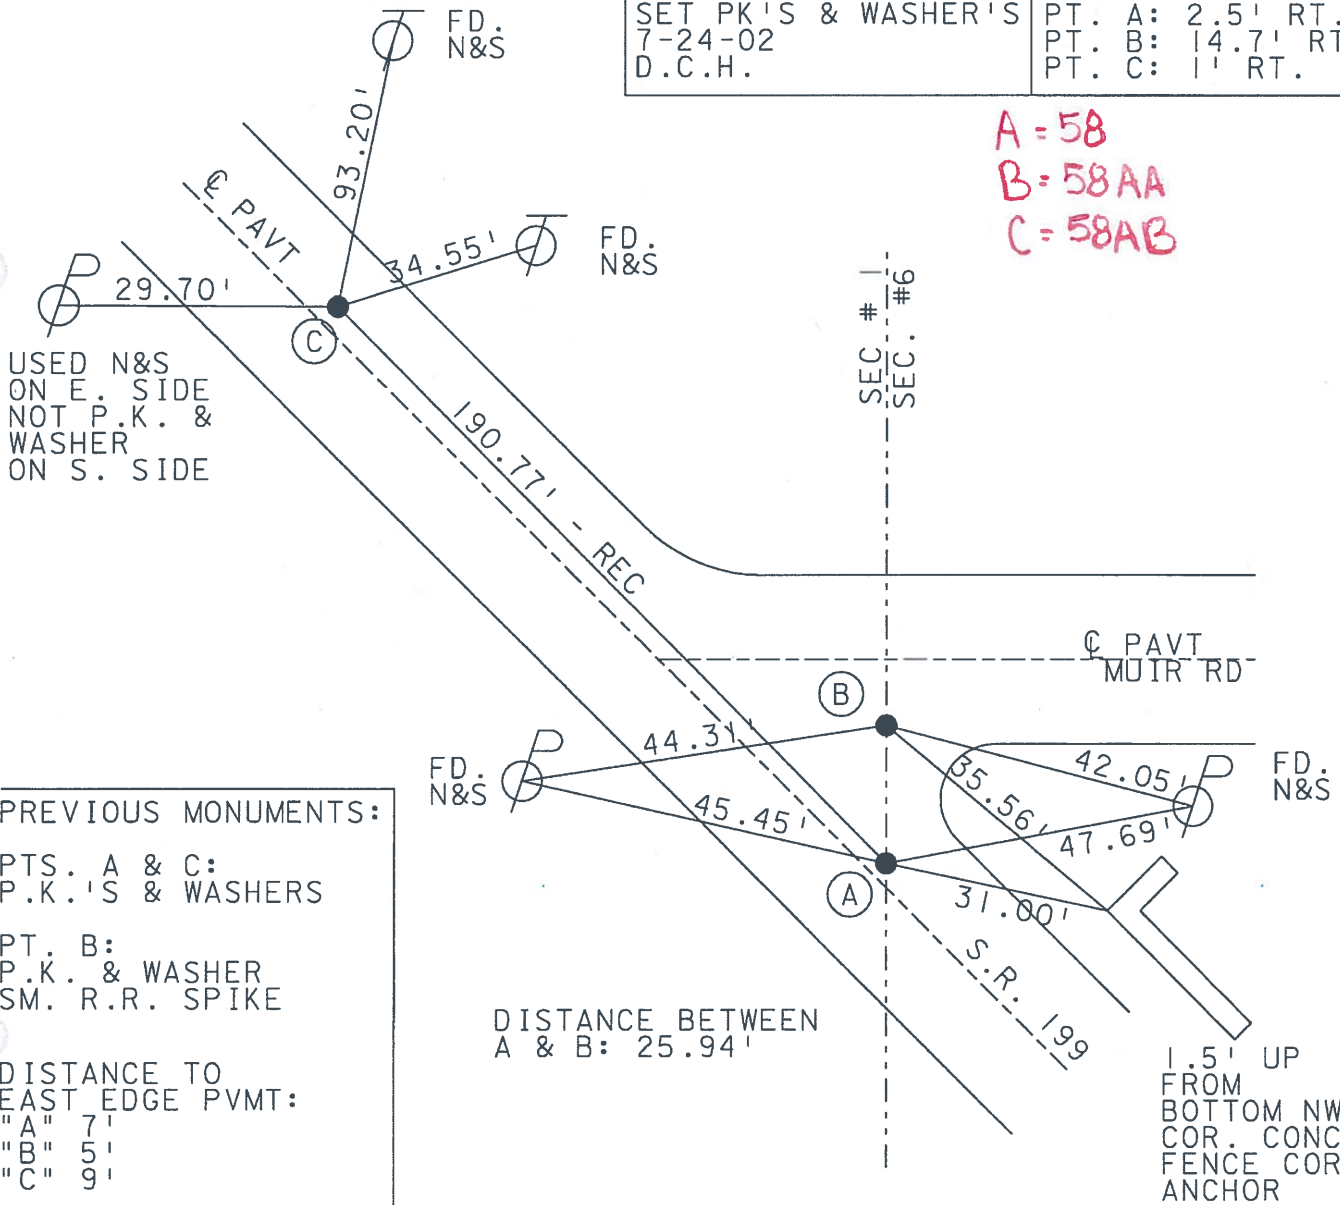 FD.
N&S
SET PK'S & WASHER'S
7-24-02
D.C.H.
PT. A: 2.5' RT.
PT. B: 14.7' RT
PT. C: 1' RT.
A = 58
B = 58AA
C = 58AB
93.20'
℄ PAVT
34.55'
FD.
N&S
29.70'
C
USED N&S
ON E. SIDE
NOT P.K. &
WASHER
ON S. SIDE
SEC # 1
SEC. #6
190.77' - REC
℄ PAVT
MUIR RD
B
44.31'
FD.
N&S
45.45'
35.56'
42.05'
47.69'
FD.
N&S
A
31.00'
S.R. 199
PREVIOUS MONUMENTS:
PTS. A & C:
P.K.'S & WASHERS
PT. B:
P.K. & WASHER
SM. R.R. SPIKE
DISTANCE TO
EAST EDGE PVMT:
"A" 7'
"B" 5'
"C" 9'
DISTANCE BETWEEN
A & B: 25.94'
1.5' UP
FROM
BOTTOM NW
COR. CONC
FENCE COR
ANCHOR